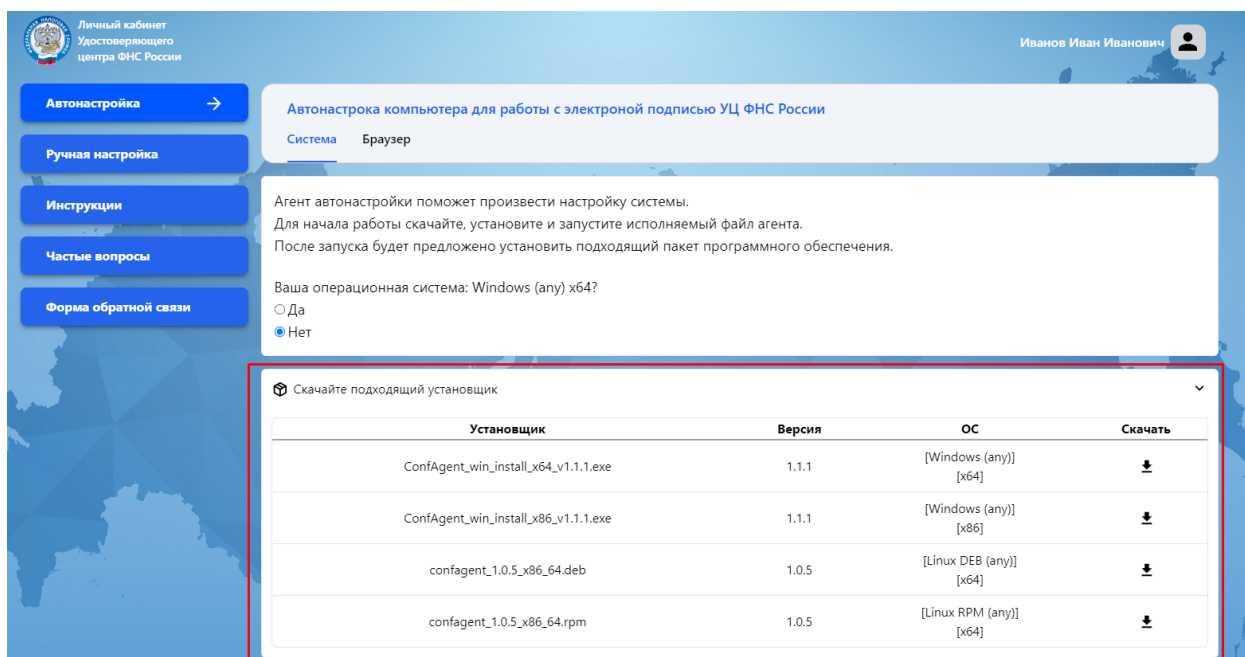 Личный кабинет
Удостоверяющего
центра ФНС России
Иванов Иван Иванович
Автонастройка
Ручная настройка
Инструкции
Частые вопросы
Форма обратной связи
Автонастрока компьютера для работы с электроной подписью УЦ ФНС России
Система Браузер
Агент автонастройки поможет произвести настройку системы.
Для начала работы скачайте, установите и запустите исполняемый файл агента.
После запуска будет предложено установить подходящий пакет программного обеспечения.
Ваша операционная система: Windows (any) x64?
Да
Нет
Скачайте подходящий установщик
Установщик Версия ОС Скачать
ConfAgent_win_install_x64_v1.1.1.exe 1.1.1 [Windows (any)]
[x64]
ConfAgent_win_install_x86_v1.1.1.exe 1.1.1 [Windows (any)]
[x86]
confagent_1.0.5_x86_64.deb 1.0.5 [Linux DEB (any)]
[x64]
confagent_1.0.5_x86_64.rpm 1.0.5 [Linux RPM (any)]
[x64]